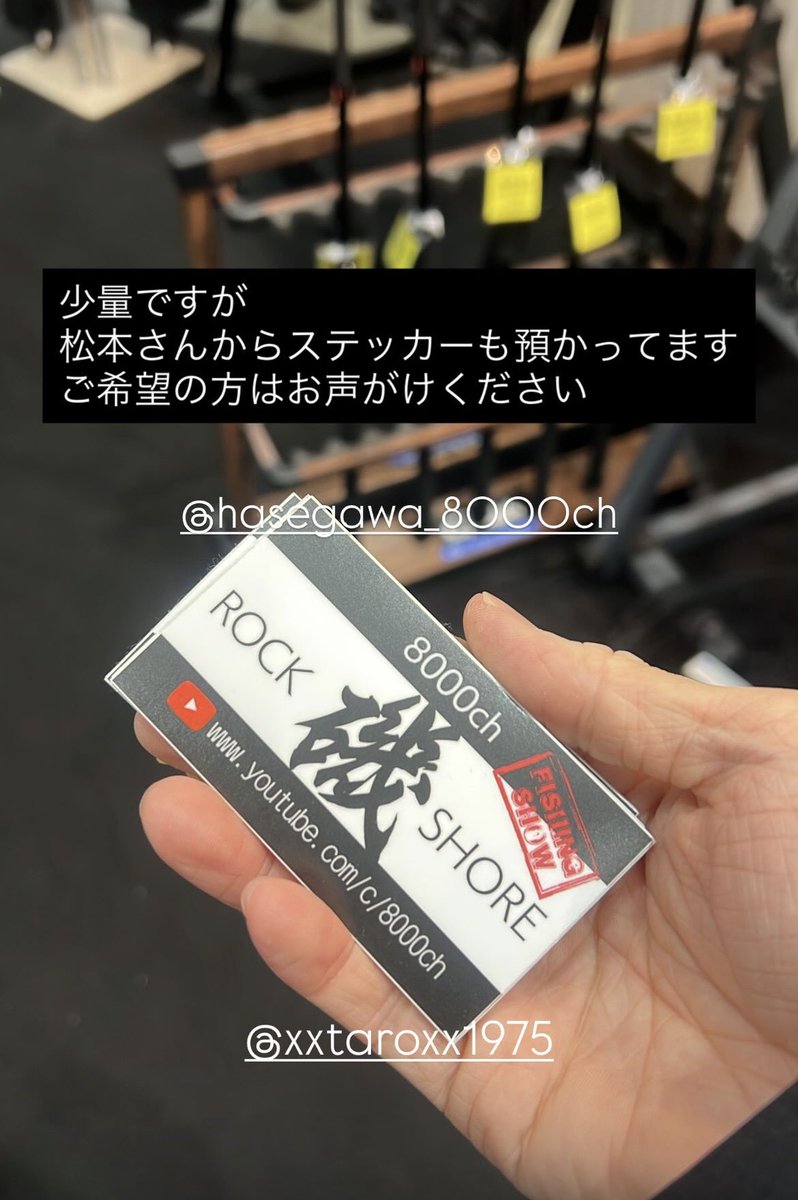 少量ですが
松本さんからステッカーも預かってます
ご希望の方はお声がけください
@hasegawa_8000ch
8000ch
ROCK 磯 SHORE
FISHING
SHOW
www.youtube.com/c/8000ch
@xxtaroxx1975